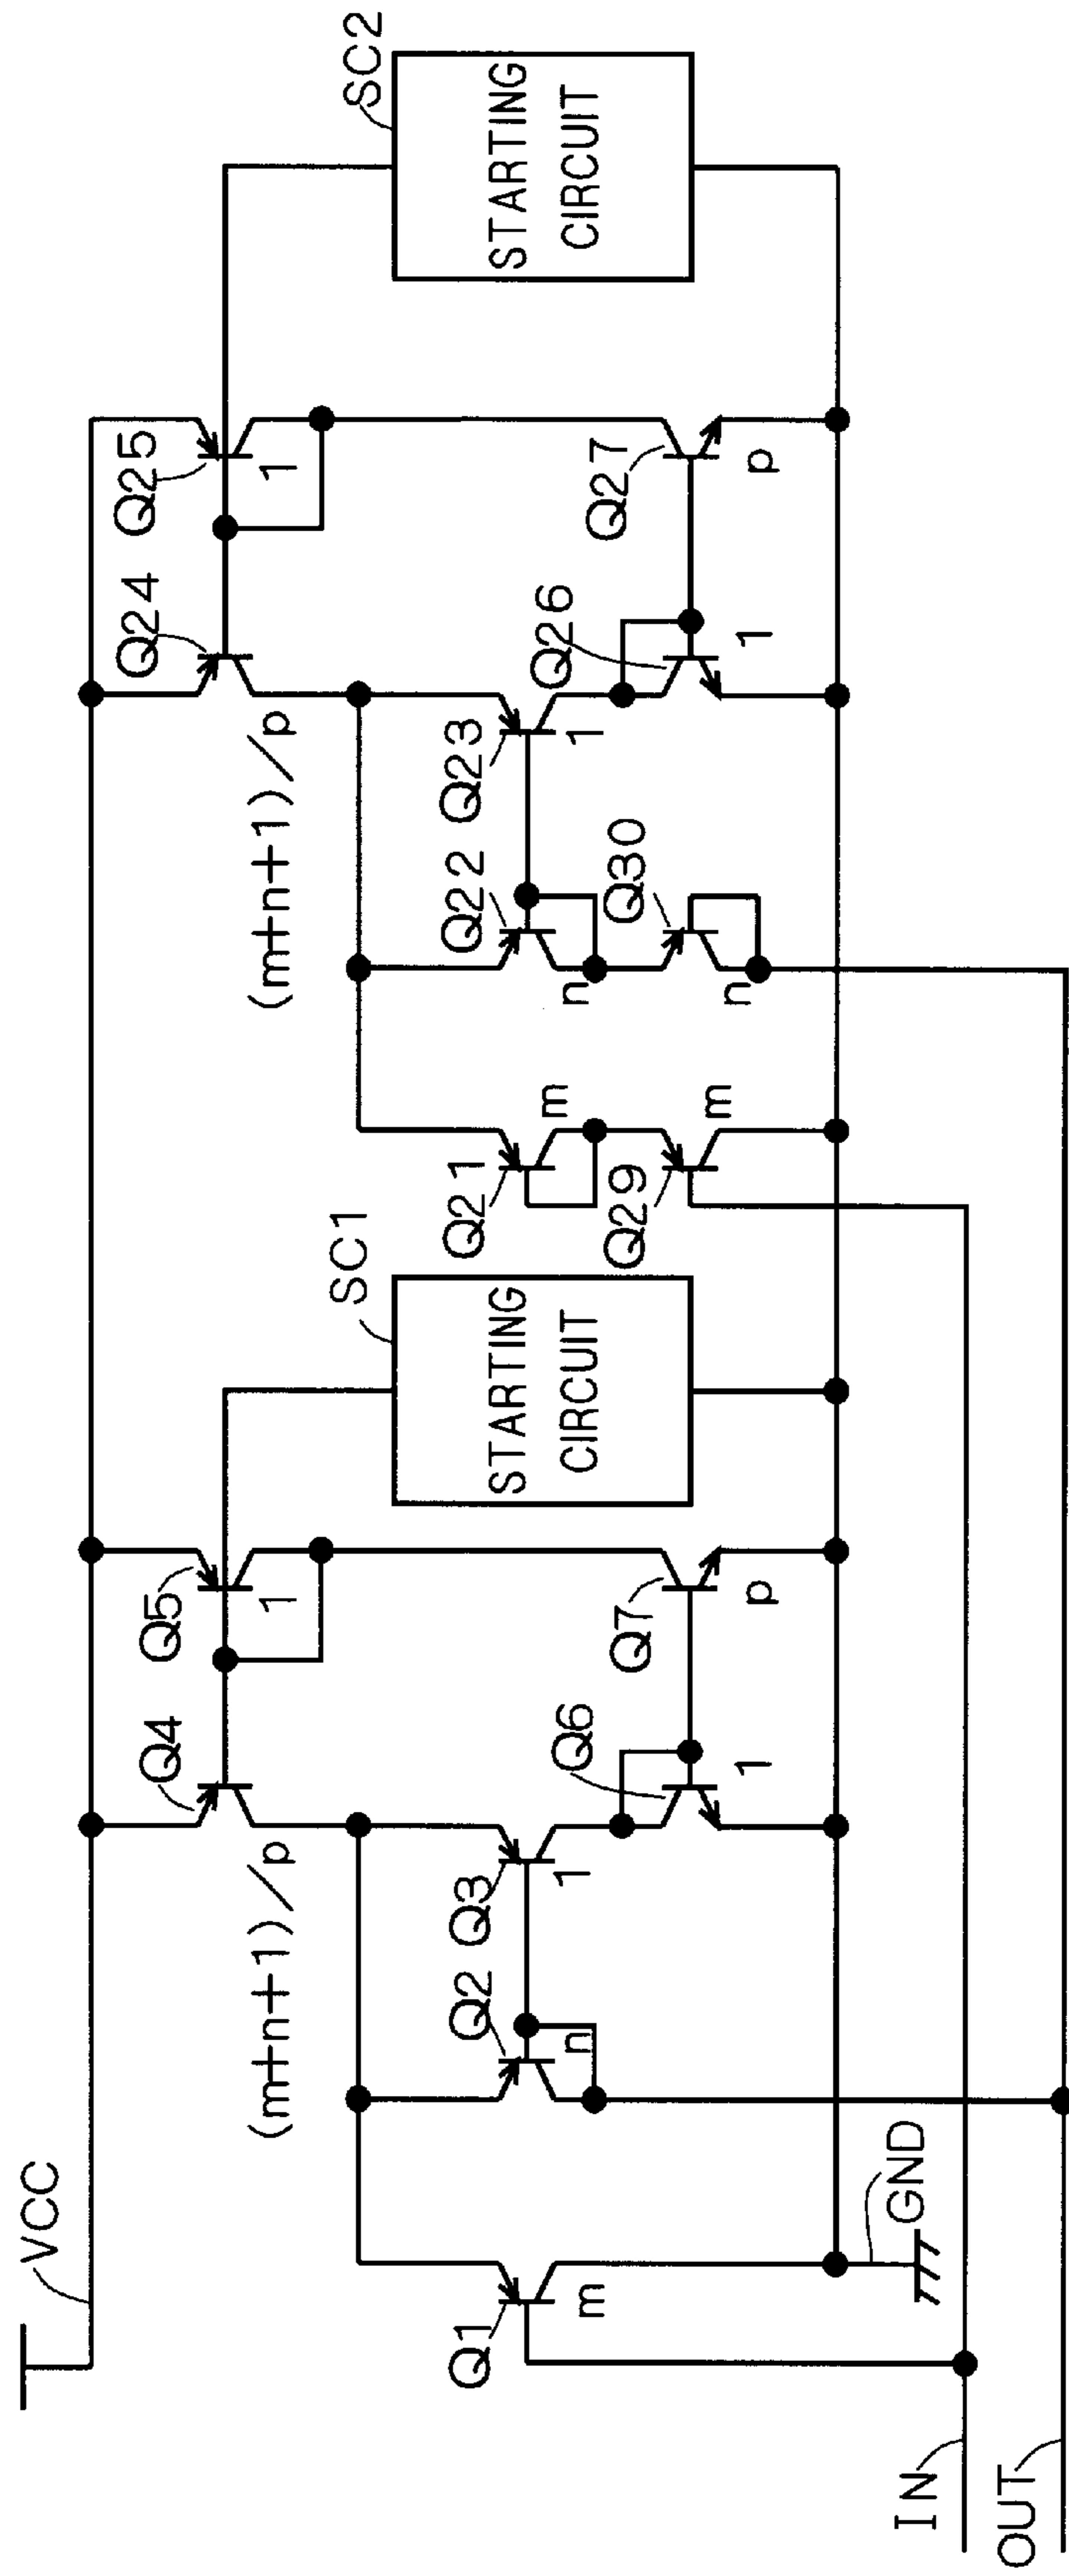 VCC
Q4
Q5
(m+n+1)/p
1
Q1
m
Q2
n
Q3
1
Q6
1
Q7
p
SC1
STARTING
CIRCUIT
GND
IN
OUT
Q24
Q25
(m+n+1)/p
1
Q21
m
Q22
n
Q23
1
Q29
m
Q30
n
Q26
1
Q27
p
SC2
STARTING
CIRCUIT